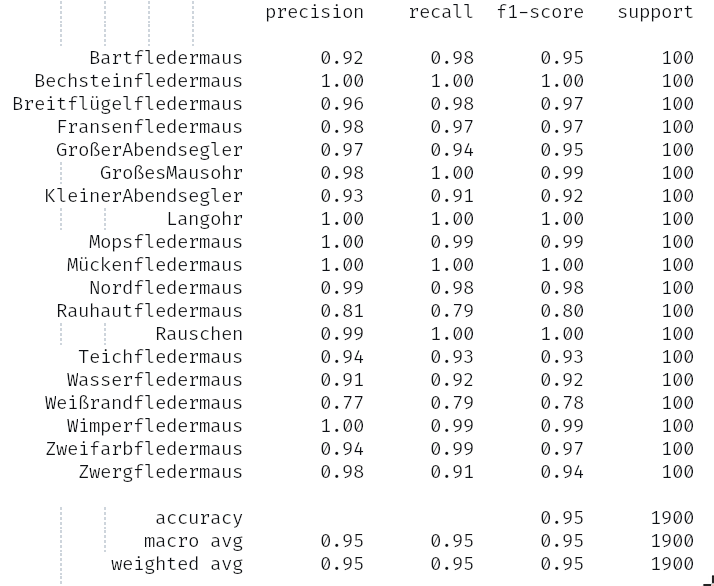 precision recall f1-score support
Bartfledermaus 0.92 0.98 0.95 100
Bechsteinfledermaus 1.00 1.00 1.00 100
Breitflügelfledermaus 0.96 0.98 0.97 100
Fransenfledermaus 0.98 0.97 0.97 100
GroßerAbendsegler 0.97 0.94 0.95 100
GroßesMausohr 0.98 1.00 0.99 100
KleinerAbendsegler 0.93 0.91 0.92 100
Langohr 1.00 1.00 1.00 100
Mopsfledermaus 1.00 0.99 0.99 100
Mückenfledermaus 1.00 1.00 1.00 100
Nordfledermaus 0.99 0.98 0.98 100
Rauhautfledermaus 0.81 0.79 0.80 100
Rauschen 0.99 1.00 1.00 100
Teichfledermaus 0.94 0.93 0.93 100
Wasserfledermaus 0.91 0.92 0.92 100
Weißrandfledermaus 0.77 0.79 0.78 100
Wimperfledermaus 1.00 0.99 0.99 100
Zweifarbfledermaus 0.94 0.99 0.97 100
Zwergfledermaus 0.98 0.91 0.94 100
accuracy 0.95 1900
macro avg 0.95 0.95 0.95 1900
weighted avg 0.95 0.95 0.95 1900